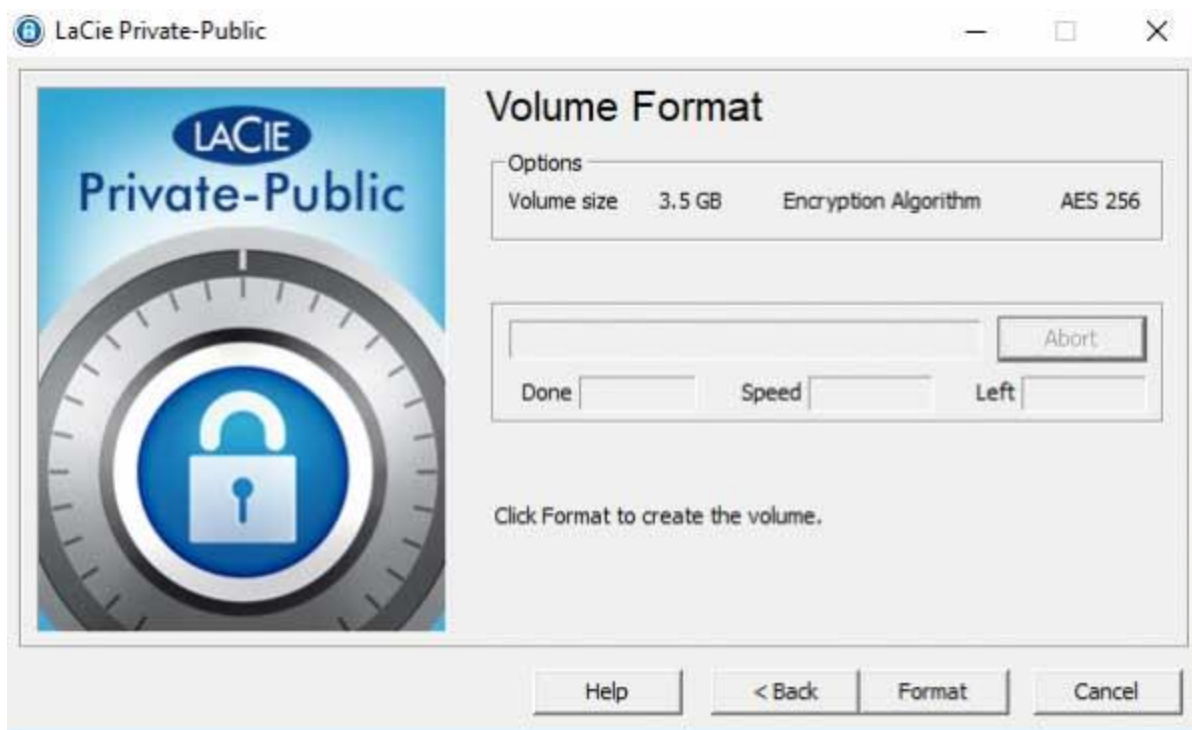 LaCie Private-Public
LACIE
Private-Public
Volume Format
Options
Volume size 3.5 GB Encryption Algorithm AES 256
Abort
Done Speed Left
Click Format to create the volume.
Help < Back Format Cancel